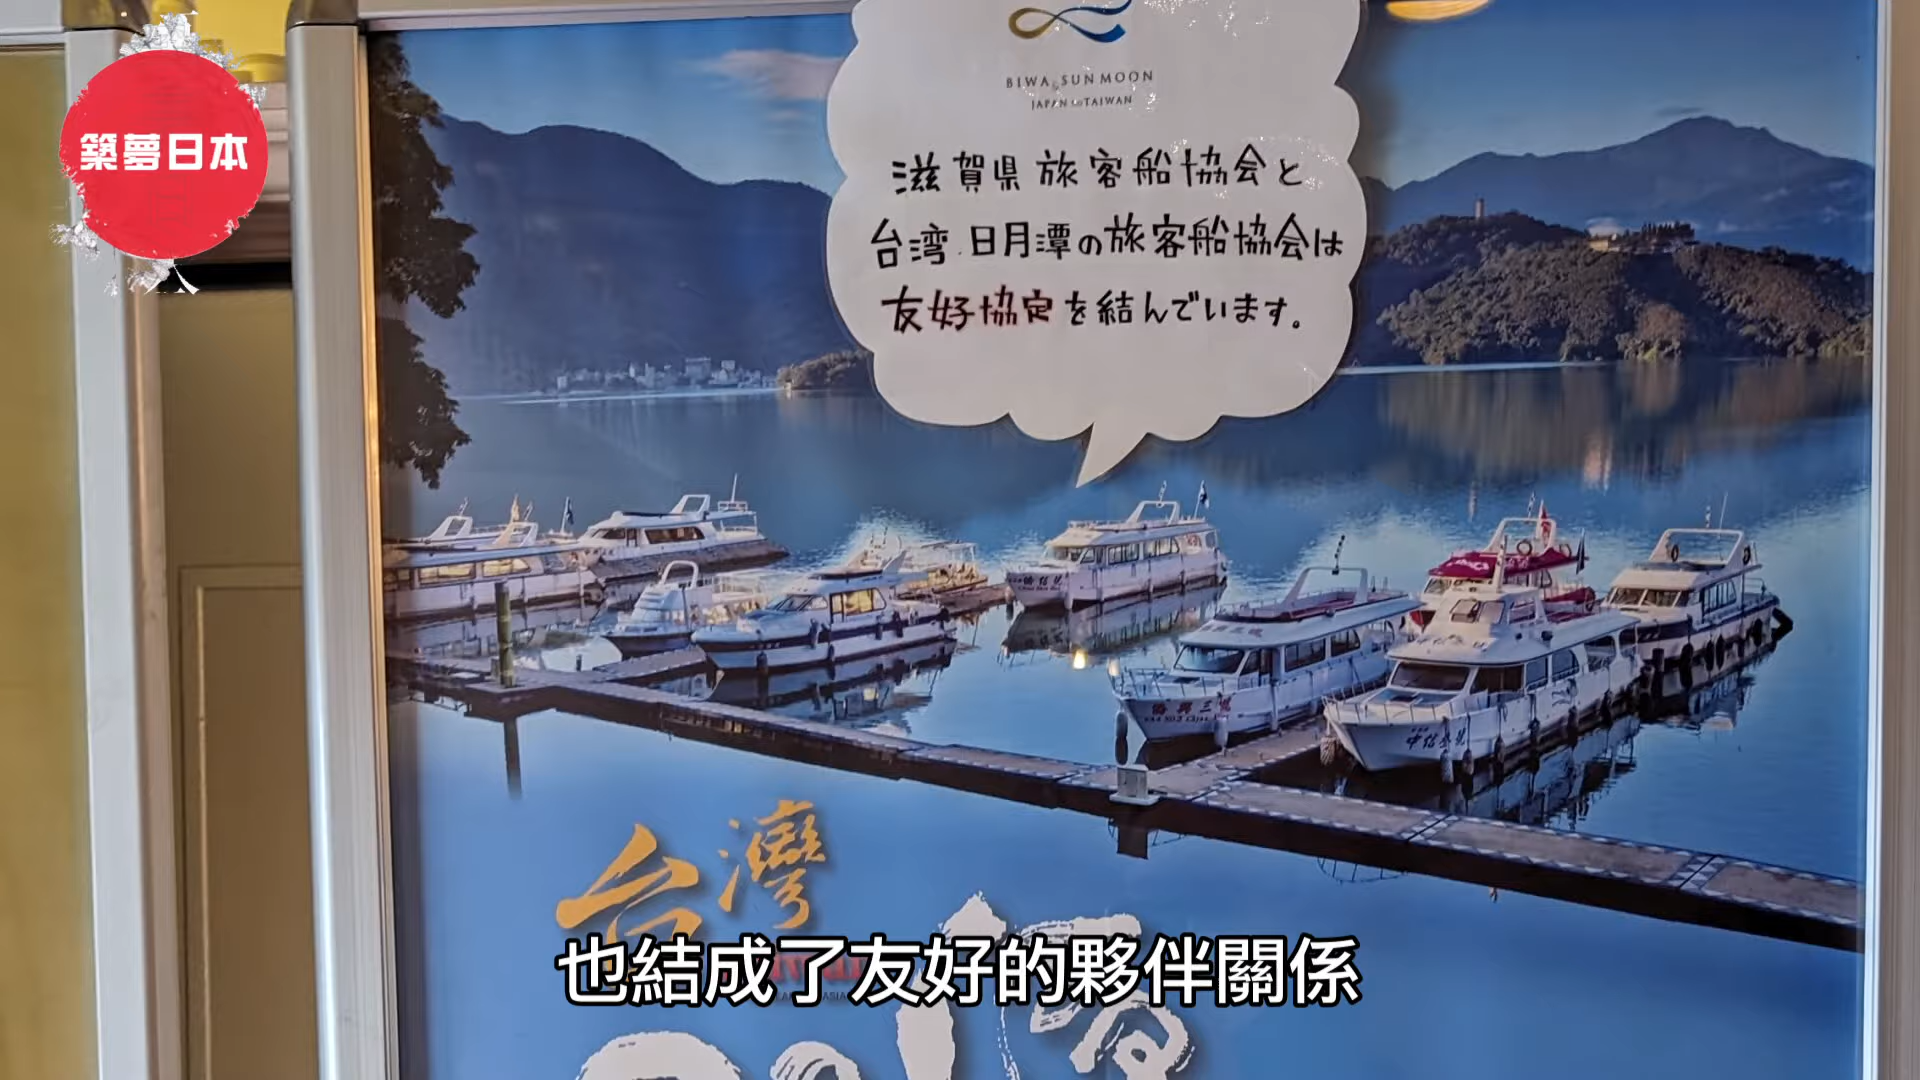 築夢日本
BIWA & SUN MOON
JAPAN to TAIWAN
滋賀県旅客船協会と
台湾.日月潭の旅客船協会は
友好協定を結んでいます。
台灣
也結成了友好的夥伴關係